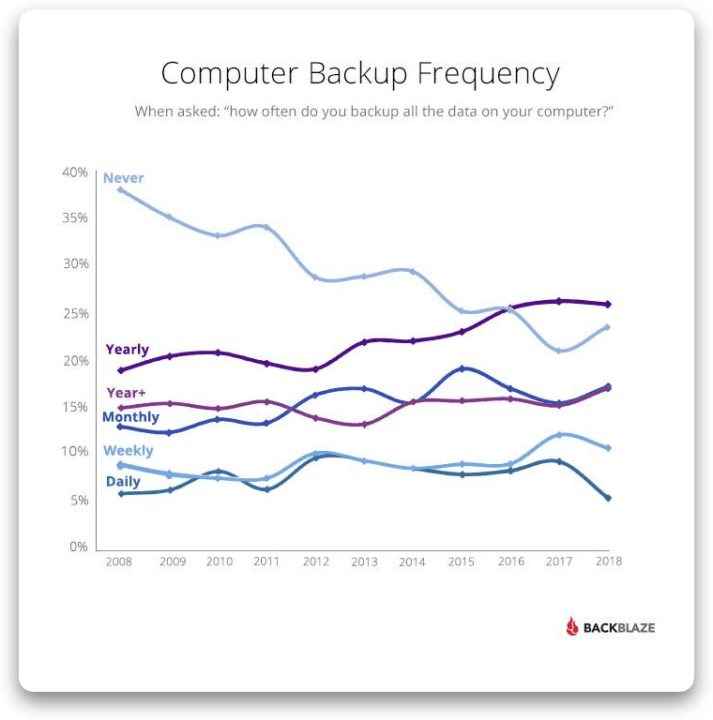 Computer Backup Frequency
When asked: “how often do you backup all the data on your computer?”
40%
Never
35%
30%
25%
Yearly
20%
Year+
15%
Monthly
10%
Weekly
Daily
5%
0%
2008 2009 2010 2011 2012 2013 2014 2015 2016 2017 2018
BACKBLAZE